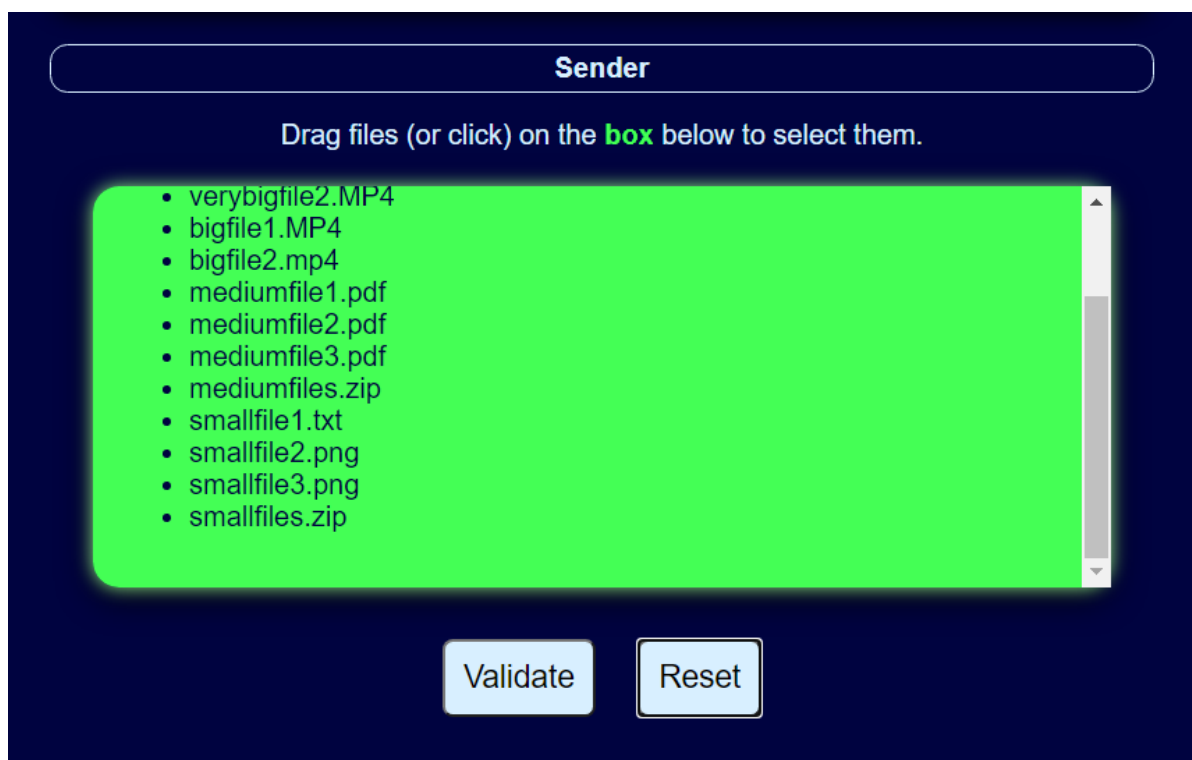 Sender
Drag files (or click) on the box below to select them.
verybigfile2.MP4
bigfile1.MP4
bigfile2.mp4
mediumfile1.pdf
mediumfile2.pdf
mediumfile3.pdf
mediumfiles.zip
smallfile1.txt
smallfile2.png
smallfile3.png
smallfiles.zip
Validate Reset